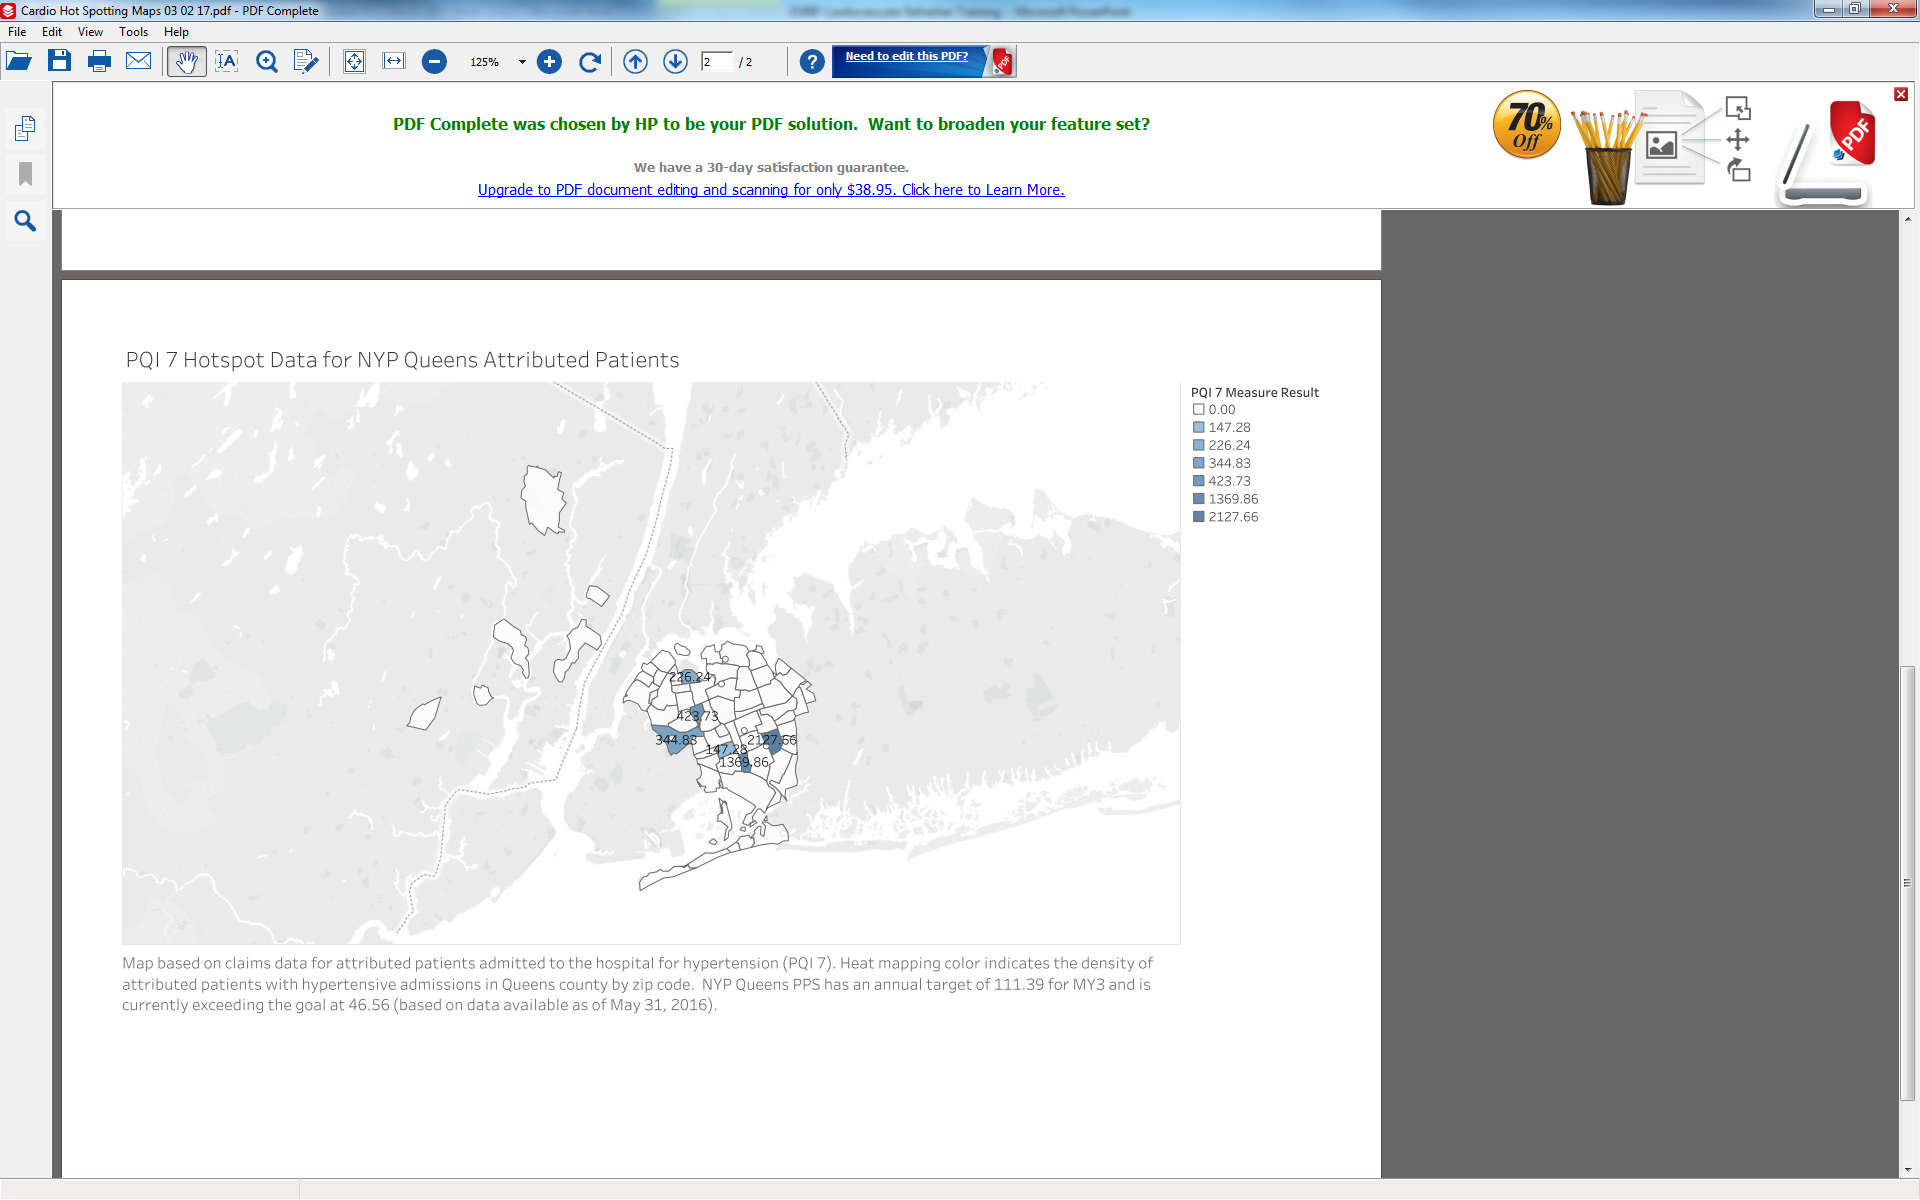 Cardio Hot Spotting Maps 03 02 17.pdf - PDF Complete
File Edit View Tools Help
125%
2 / 2
Need to edit this PDF?
PDF
PDF Complete was chosen by HP to be your PDF solution. Want to broaden your feature set?
We have a 30-day satisfaction guarantee.
Upgrade to PDF document editing and scanning for only $38.95. Click here to Learn More.
70% Off
PDF
PQI 7 Hotspot Data for NYP Queens Attributed Patients
PQI 7 Measure Result
0.00
147.28
226.24
344.83
423.73
1369.86
2127.66
226.24
423.73
344.83
147.28
2127.66
1369.86
Map based on claims data for attributed patients admitted to the hospital for hypertension (PQI 7). Heat mapping color indicates the density of
attributed patients with hypertensive admissions in Queens county by zip code. NYP Queens PPS has an annual target of 111.39 for MY3 and is
currently exceeding the goal at 46.56 (based on data available as of May 31, 2016).